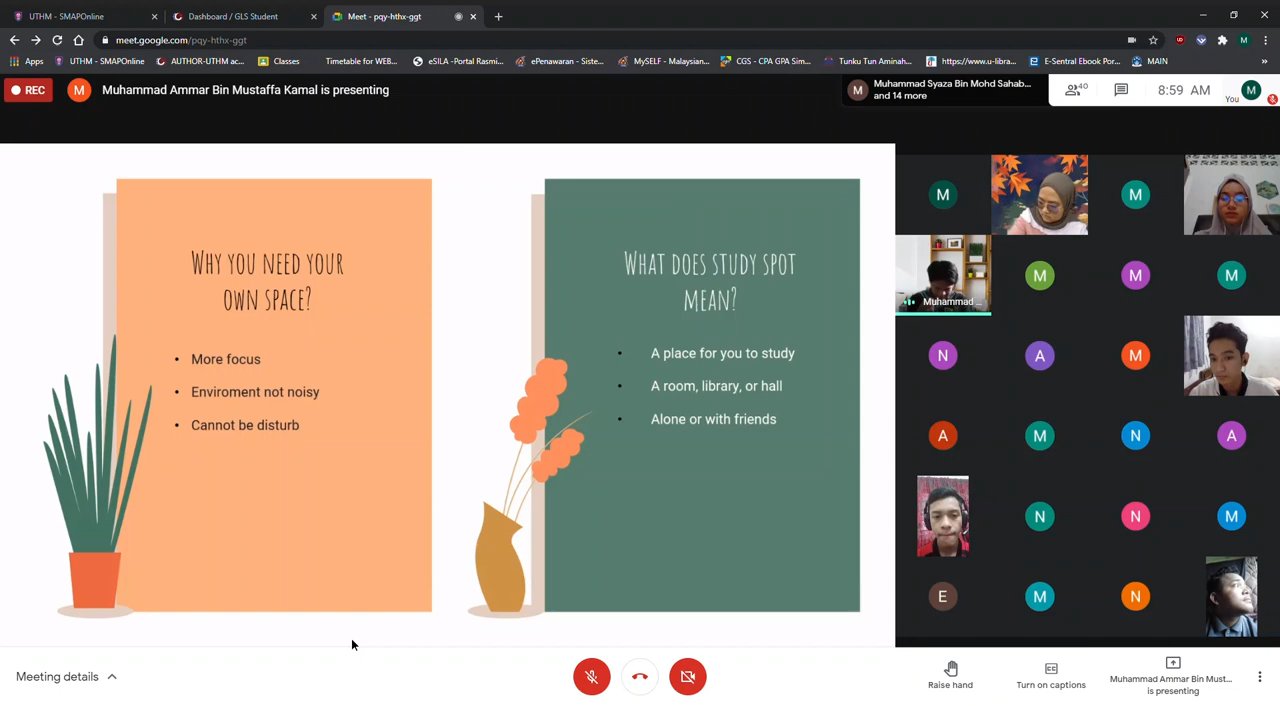 UTHM - SMAPOnline
Dashboard / GLS Student
Meet - pqy-hthx-ggt
meet.google.com/pqy-hthx-ggt
M
Apps
UTHM - SMAPOnline
AUTHOR-UTHM ac...
Classes
Timetable for WEB...
eSILA -Portal Rasmi...
ePenawaran - Siste...
MySELF - Malaysian...
CGS - CPA GPA Sim...
Tunku Tun Aminah...
https://www.u-libra...
E-Sentral Ebook Por...
MAIN
REC
M
Muhammad Ammar Bin Mustaffa Kamal is presenting
M
Muhammad Syaza Bin Mohd Sahab...
and 14 more
40
8:59 AM
You
M
Why you need your
own space?
• More focus
• Enviroment not noisy
• Cannot be disturb
What does study spot
mean?
• A place for you to study
• A room, library, or hall
• Alone or with friends
M
M
Muhammad ...
M
M
M
N
A
M
A
M
N
A
N
N
M
E
M
N
Meeting details
Raise hand
CC
Turn on captions
Muhammad Ammar Bin Must...
is presenting